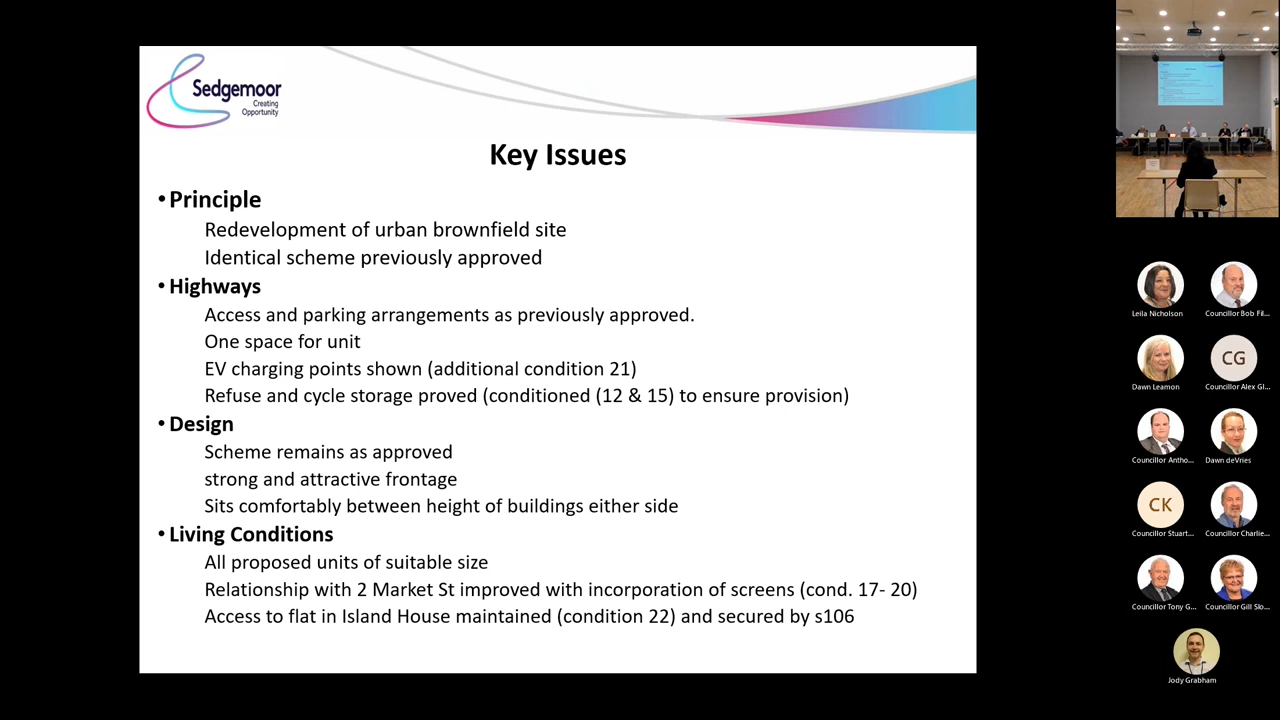 Sedgemoor
Creating
Opportunity
Key Issues
• Principle
Redevelopment of urban brownfield site
Identical scheme previously approved
• Highways
Access and parking arrangements as previously approved.
One space for unit
EV charging points shown (additional condition 21)
Refuse and cycle storage proved (conditioned (12 & 15) to ensure provision)
• Design
Scheme remains as approved
strong and attractive frontage
Sits comfortably between height of buildings either side
• Living Conditions
All proposed units of suitable size
Relationship with 2 Market St improved with incorporation of screens (cond. 17- 20)
Access to flat in Island House maintained (condition 22) and secured by s106
Leila Nicholson
Councillor Bob Fil...
Dawn Leamon
CG
Councillor Alex Gl...
Councillor Antho...
Dawn deVries
CK
Councillor Stuart...
Councillor Charlie...
Councillor Tony G...
Councillor Gill Slo...
Jody Grabham